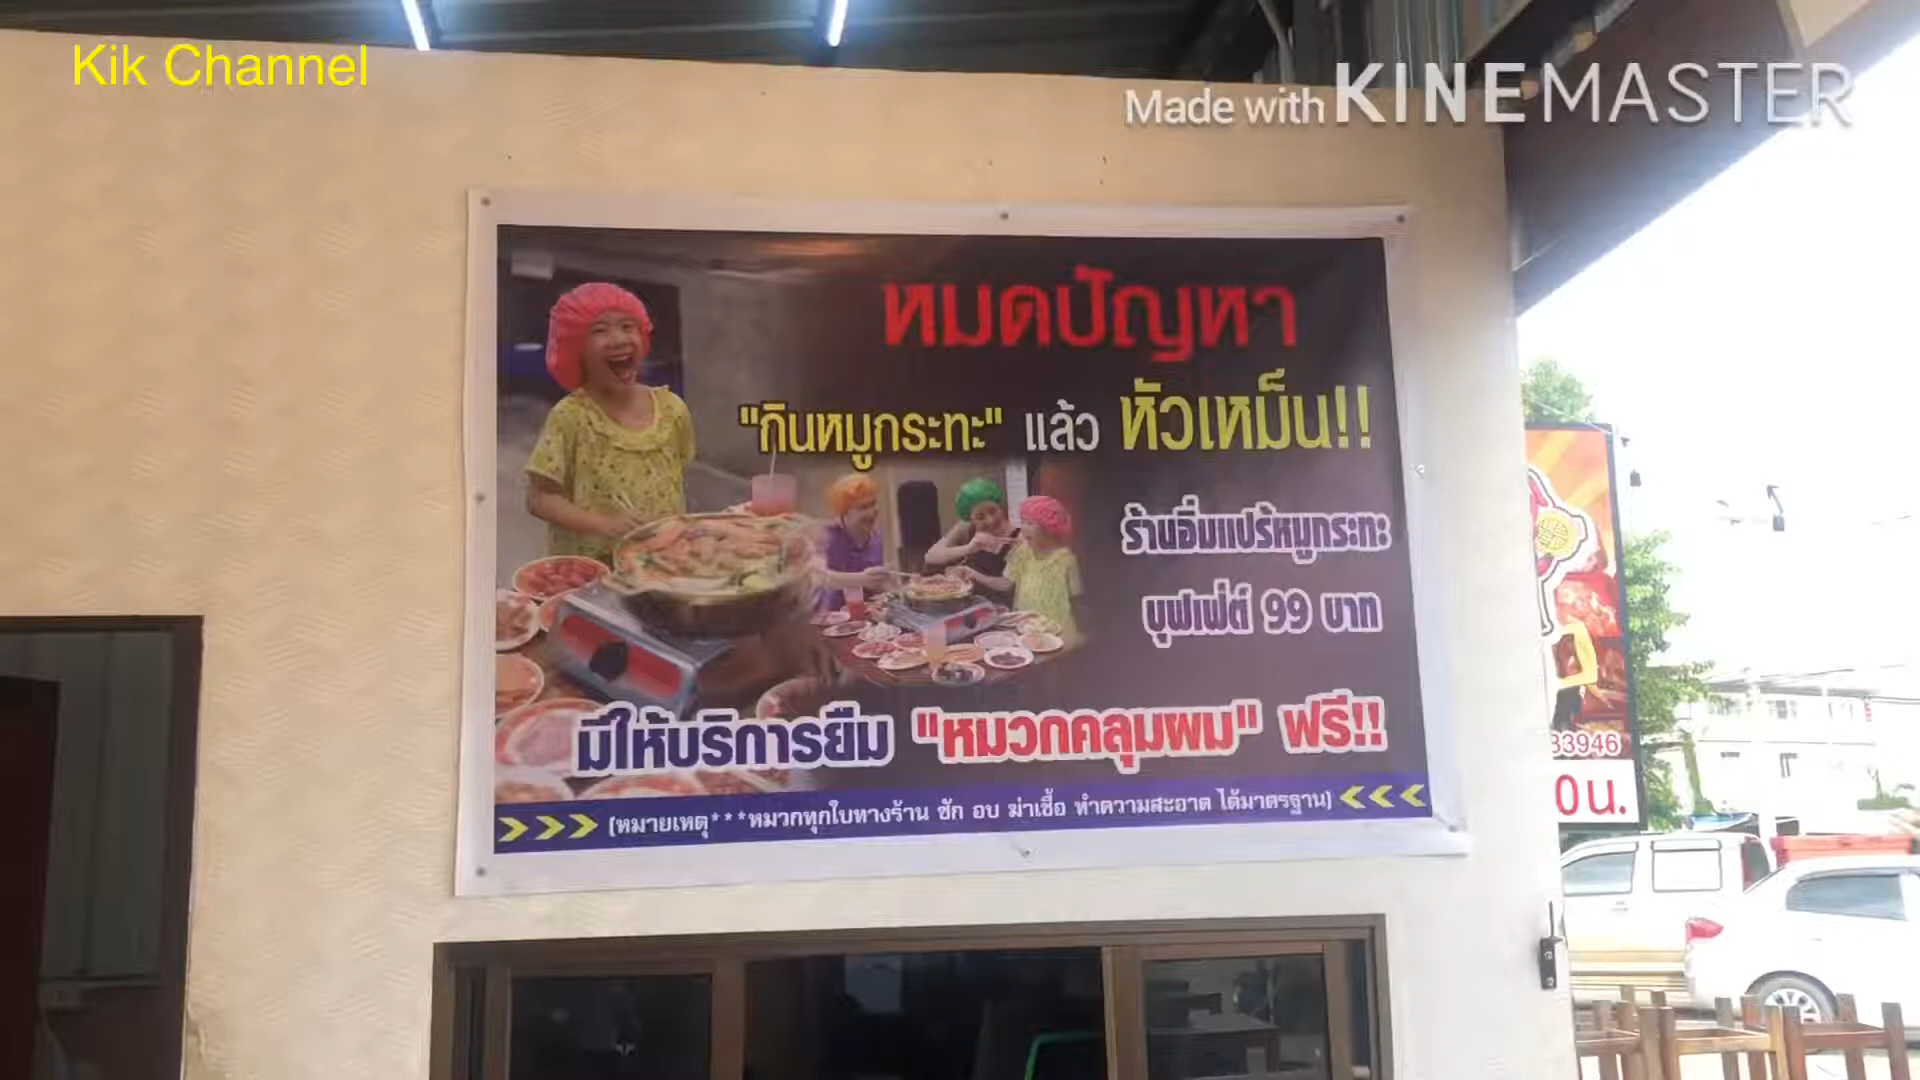 Kik Channel
Made with KINEMASTER
หมดปัญหา
"กินหมูกระทะ" แล้ว หัวเหม็น!!
ร้านอิ่มแปร้หมูกระทะ
บุฟเฟ่ต์ 99 บาท
มีให้บริการยืม "หมวกคลุมผม" ฟรี!!
(หมายเหตุ***หมวกทุกใบทางร้าน ซัก อบ ฆ่าเชื้อ ทำความสะอาด ได้มาตรฐาน)
33946
0 น.